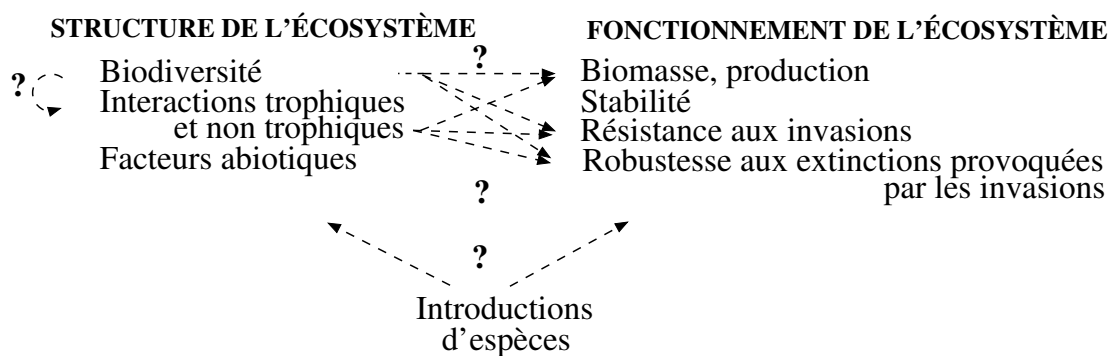 STRUCTURE DE L'ÉCOSYSTÈME
FONCTIONNEMENT DE L'ÉCOSYSTÈME
?
?
Biodiversité
Interactions trophiques
et non trophiques
Facteurs abiotiques
Biomasse, production
Stabilité
Résistance aux invasions
Robustesse aux extinctions provoquées
par les invasions
?
?
Introductions
d'espèces